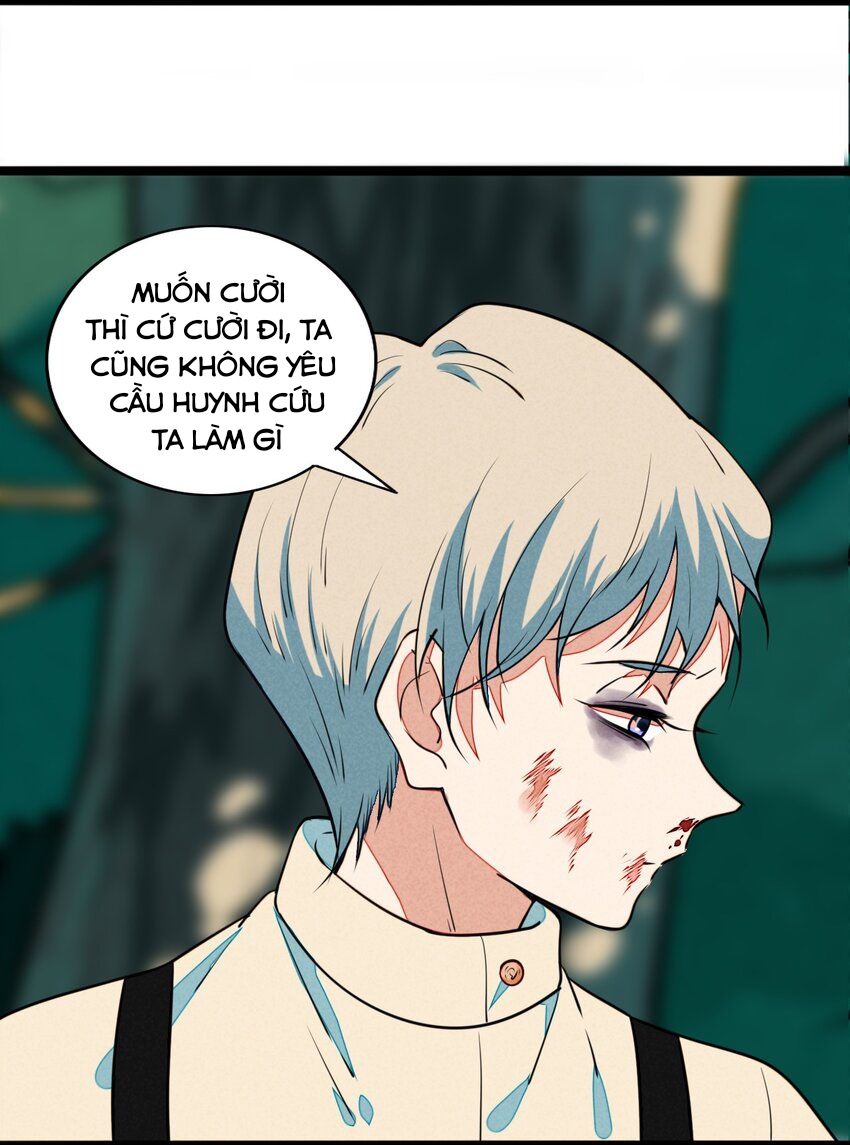 MUỐN CƯỜI
THÌ CỨ CƯỜI ĐI, TA
CŨNG KHÔNG YÊU
CẦU HUYNH CỨU
TA LÀM GÌ